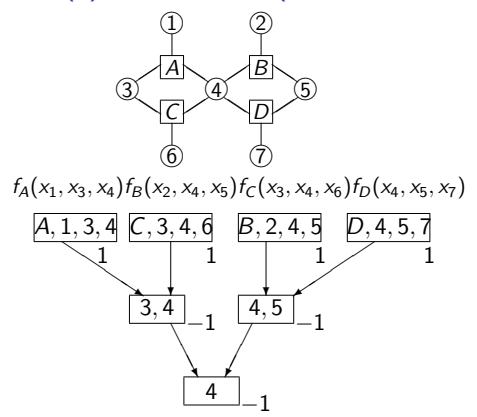 1 2
A B
3 4 5
C D
6 7
f_A(x_1, x_3, x_4)f_B(x_2, x_4, x_5)f_C(x_3, x_4, x_6)f_D(x_4, x_5, x_7)
A, 1, 3, 4 C, 3, 4, 6 B, 2, 4, 5 D, 4, 5, 7
1 1 1 1
3, 4 4, 5
−1 −1
4
−1